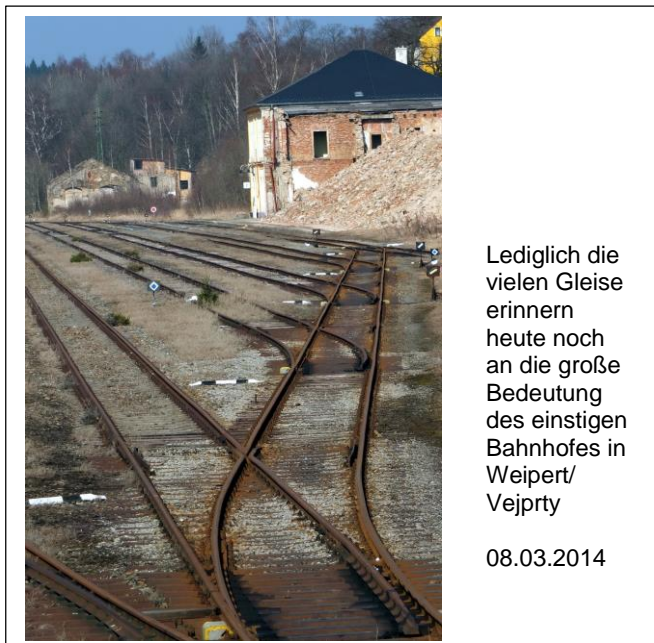 Lediglich die
vielen Gleise
erinnern
heute noch
an die große
Bedeutung
des einstigen
Bahnhofes in
Weipert/
Vejprty
08.03.2014